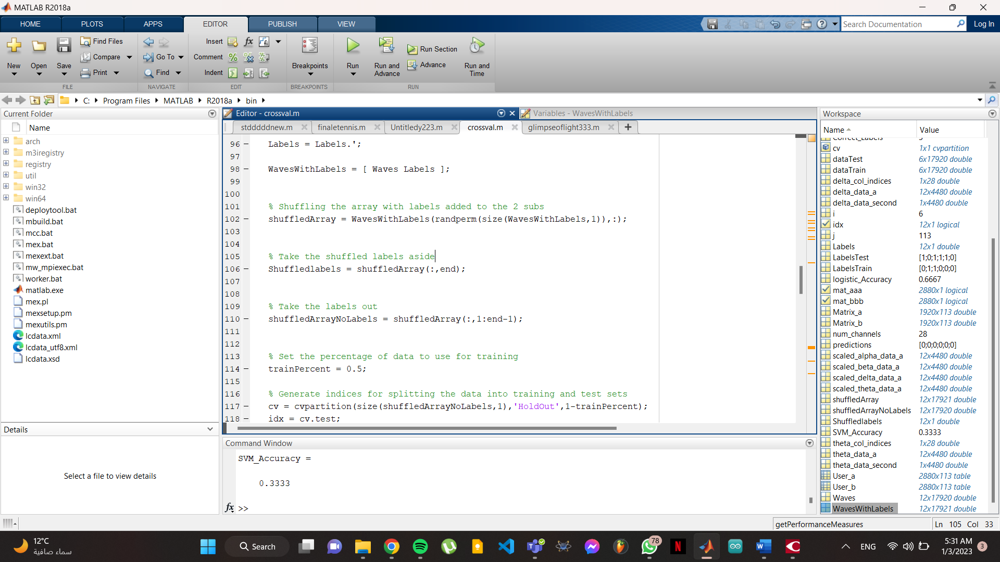 MATLAB R2018a
HOME PLOTS APPS EDITOR PUBLISH VIEW
Search Documentation
Log In
New
Open
Save
Find Files
Compare
Print
FILE
Go To
Find
NAVIGATE
Insert
Comment
Indent
EDIT
Breakpoints
BREAKPOINTS
Run
Run and Advance
Run Section
Advance
Run and Time
RUN
C: Program Files MATLAB R2018a bin
Current Folder
Name
arch
m3iregistry
registry
util
win32
win64
deploytool.bat
mbuild.bat
mcc.bat
mex.bat
mexext.bat
mw_mpiexec.bat
worker.bat
matlab.exe
mex.pl
mexsetup.pm
mexutils.pm
lcdata.xml
lcdata_utf8.xml
lcdata.xsd
Details
Select a file to view details
Editor - crossval.m
Variables - WavesWithLabels
stdddddnew.m finaletennis.m Untitledy223.m crossval.m glimpseoflight333.m
96 Labels = Labels.';
97
98 WavesWithLabels = [ Waves Labels ];
99
100
101 % Shuffling the array with labels added to the 2 subs
102 shuffledArray = WavesWithLabels(randperm(size(WavesWithLabels,1)),:);
103
104
105 % Take the shuffled labels aside
106 Shuffledlabels = shuffledArray(:,end);
107
108
109 % Take the labels out
110 shuffledArrayNoLabels = shuffledArray(:,1:end-1);
111
112
113 % Set the percentage of data to use for training
114 trainPercent = 0.5;
115
116 % Generate indices for splitting the data into training and test sets
117 cv = cvpartition(size(shuffledArrayNoLabels,1),'HoldOut',1-trainPercent);
118 idx = cv.test;
Command Window
SVM_Accuracy =
0.3333
fx >>
Workspace
Name Value
Correct_Labels 3
cv 1x1 cvpartition
dataTest 6x17920 double
dataTrain 6x17920 double
delta_col_indices 1x28 double
delta_data_a 12x4480 double
delta_data_second 1x4480 double
i 6
idx 12x1 logical
j 113
Labels 12x1 double
LabelsTest [1;0;1;1;1;0]
LabelsTrain [0;1;1;0;0;0]
logistic_Accuracy 0.6667
mat_aaa 2880x1 logical
mat_bbb 2880x1 logical
Matrix_a 1920x113 double
Matrix_b 1920x113 double
num_channels 28
predictions [0;0;0;0;0;0]
scaled_alpha_data_a 12x4480 double
scaled_beta_data_a 12x4480 double
scaled_delta_data_a 12x4480 double
scaled_theta_data_a 12x4480 double
shuffledArray 12x17921 double
shuffledArrayNoLabels 12x17920 double
Shuffledlabels 12x1 double
SVM_Accuracy 0.3333
theta_col_indices 1x28 double
theta_data_a 12x4480 double
theta_data_second 1x4480 double
User_a 2880x113 table
User_b 2880x113 table
Waves 12x17920 double
WavesWithLabels 12x17921 double
getPerformanceMeasures
Ln 105 Col 33
12°C
سماء صافية
Search
78
ENG
5:31 AM
1/3/2023
3